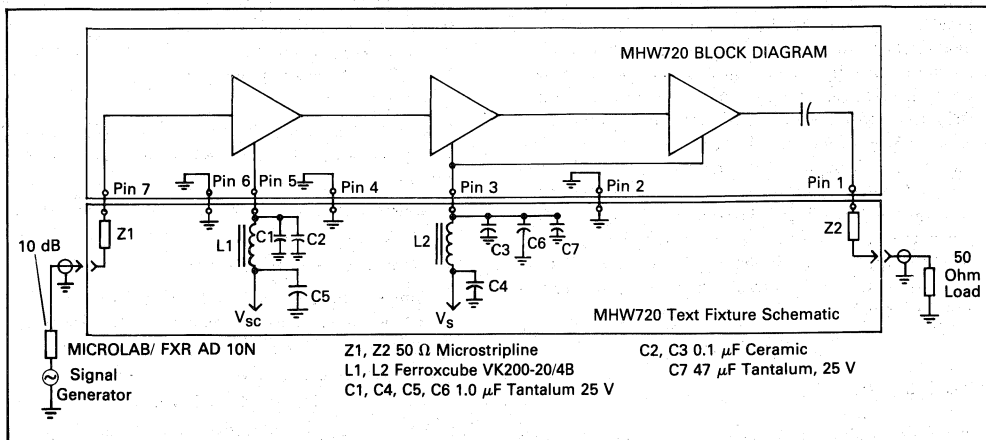 MHW720 BLOCK DIAGRAM
Pin 7
Pin 6
Pin 5
Pin 4
Pin 3
Pin 2
Pin 1
10 dB
Z1
L1
C1
C2
C5
V_SC
L2
C3
C6
C7
C4
V_S
Z2
50
Ohm
Load
MHW720 Text Fixture Schematic
MICROLAB/ FXR AD 10N
Signal
Generator
Z1, Z2 50 Ω Microstripline
L1, L2 Ferroxcube VK200-20/4B
C1, C4, C5, C6 1.0 μF Tantalum 25 V
C2, C3 0.1 μF Ceramic
C7 47 μF Tantalum, 25 V